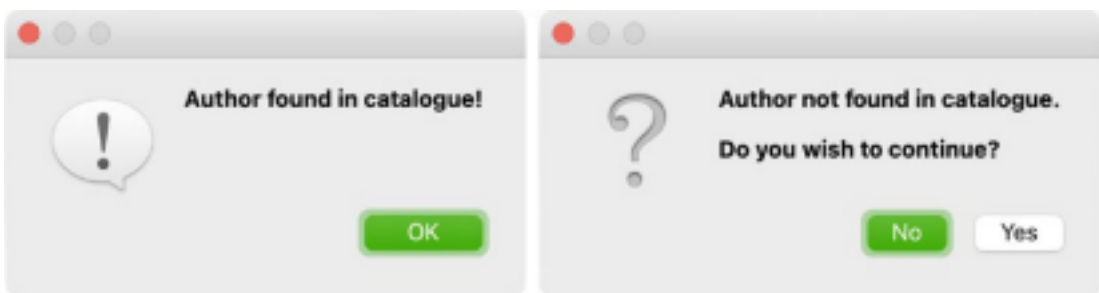 Author found in catalogue!
OK
Author not found in catalogue.
Do you wish to continue?
No Yes